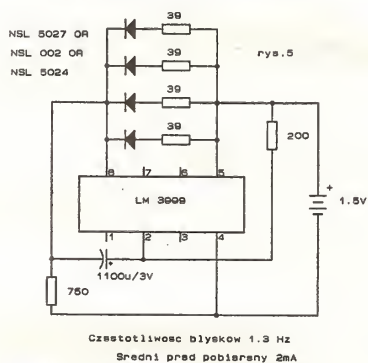 NSL 5027 OR
NSL 002 OR
NSL 5024
39
39
39
39
rys.5
200
8 7 6 5
LM 3909
1 2 3 4
+
1.5V
+
1100u/3V
750
Czestotliwosc blyskow 1.3 Hz
Sredni prad pobierany 2mA